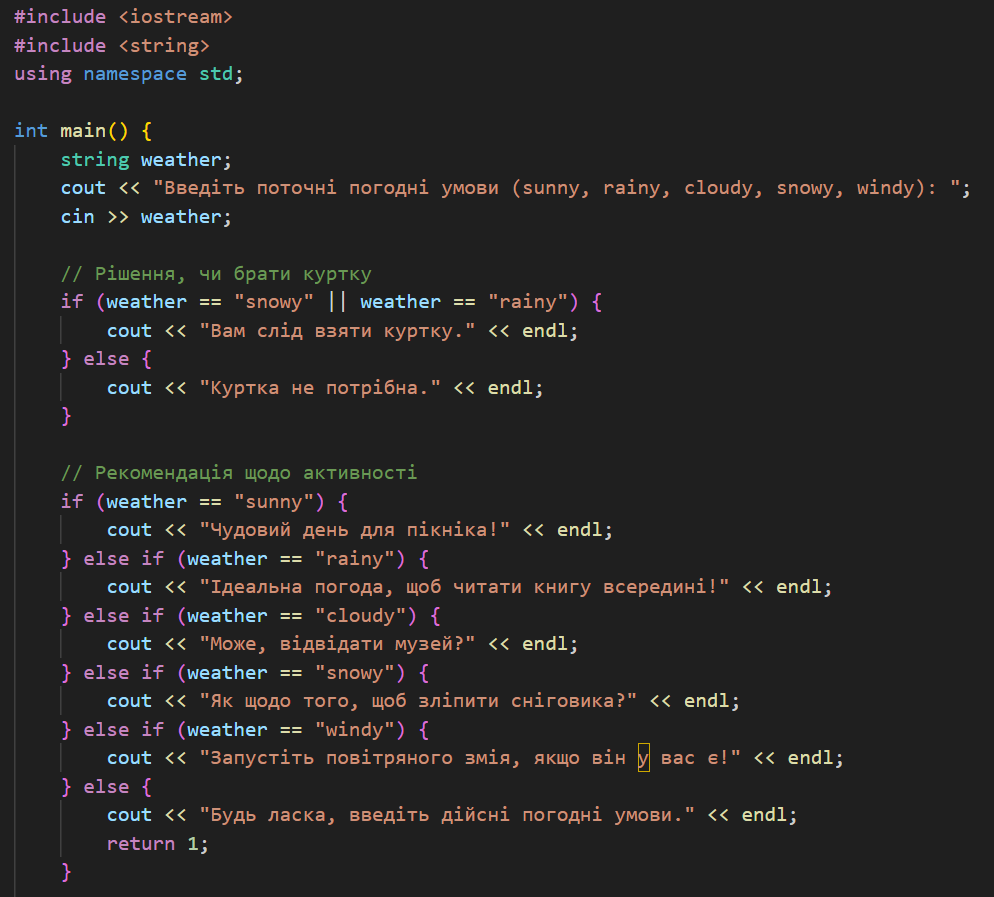 #include <iostream>
#include <string>
using namespace std;

int main() {
    string weather;
    cout << "Введіть поточні погодні умови (sunny, rainy, cloudy, snowy, windy): ";
    cin >> weather;

    // Рішення, чи брати куртку
    if (weather == "snowy" || weather == "rainy") {
        cout << "Вам слід взяти куртку." << endl;
    } else {
        cout << "Куртка не потрібна." << endl;
    }

    // Рекомендація щодо активності
    if (weather == "sunny") {
        cout << "Чудовий день для пікніка!" << endl;
    } else if (weather == "rainy") {
        cout << "Ідеальна погода, щоб читати книгу всередині!" << endl;
    } else if (weather == "cloudy") {
        cout << "Може, відвідати музей?" << endl;
    } else if (weather == "snowy") {
        cout << "Як щодо того, щоб зліпити сніговика?" << endl;
    } else if (weather == "windy") {
        cout << "Запустіть повітряного змія, якщо він у вас є!" << endl;
    } else {
        cout << "Будь ласка, введіть дійсні погодні умови." << endl;
        return 1;
    }